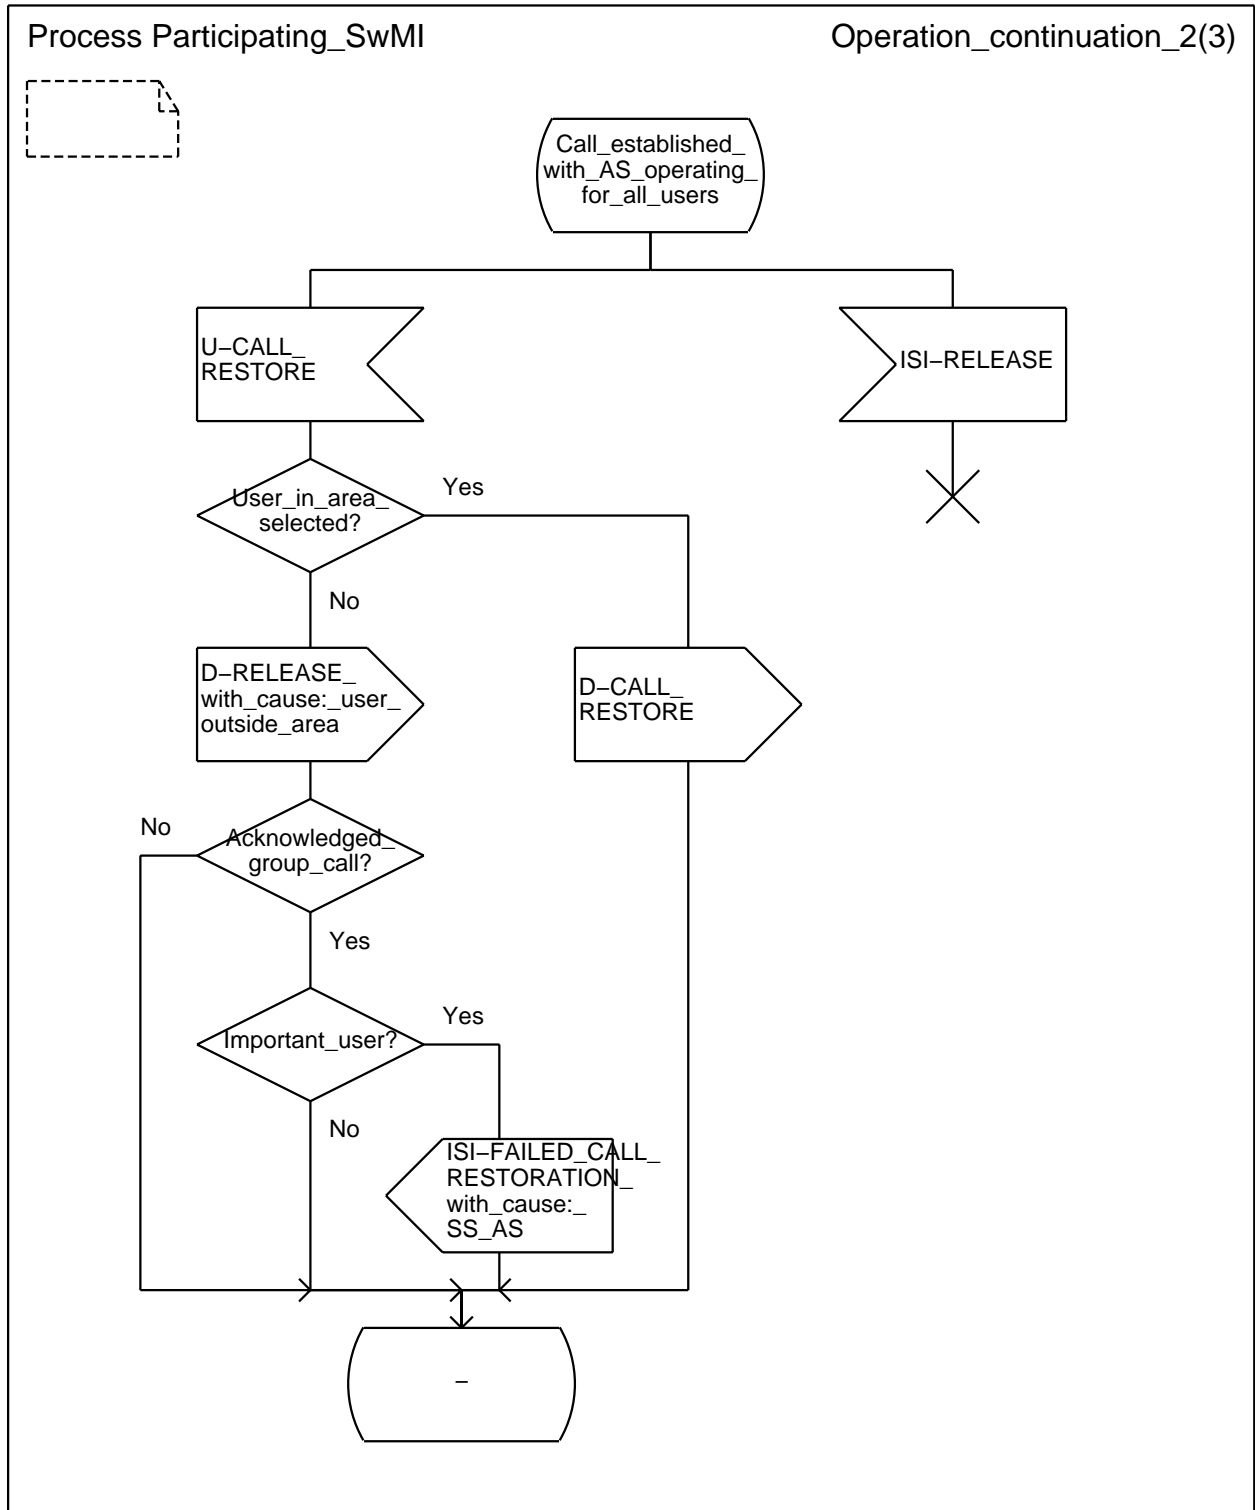 Process Participating_SwMI
Operation_continuation_2(3)
Call_established_
with_AS_operating_
for_all_users
U−CALL_
RESTORE
ISI−RELEASE
User_in_area_
selected?
Yes
No
D−RELEASE_
with_cause:_user_
outside_area
D−CALL_
RESTORE
No
Acknowledged_
group_call?
Yes
Important_user?
Yes
No
ISI−FAILED_CALL_
RESTORATION_
with_cause:_
SS_AS
−